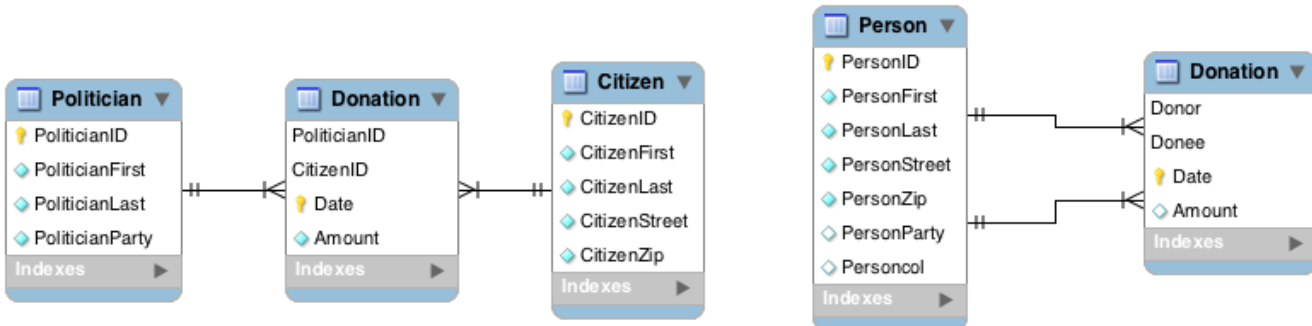 Politician
PoliticianID
PoliticianFirst
PoliticianLast
PoliticianParty
Indexes
Donation
PoliticianID
CitizenID
Date
Amount
Indexes
Citizen
CitizenID
CitizenFirst
CitizenLast
CitizenStreet
CitizenZip
Indexes
Person
PersonID
PersonFirst
PersonLast
PersonStreet
PersonZip
PersonParty
Personcol
Indexes
Donation
Donor
Donee
Date
Amount
Indexes